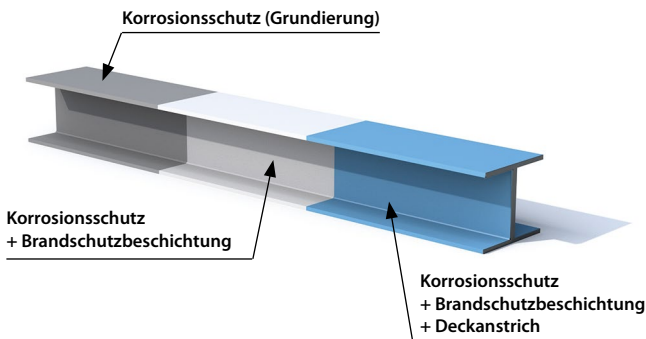 Korrosionsschutz (Grundierung)
Korrosionsschutz
+ Brandschutzbeschichtung
Korrosionsschutz
+ Brandschutzbeschichtung
+ Deckanstrich